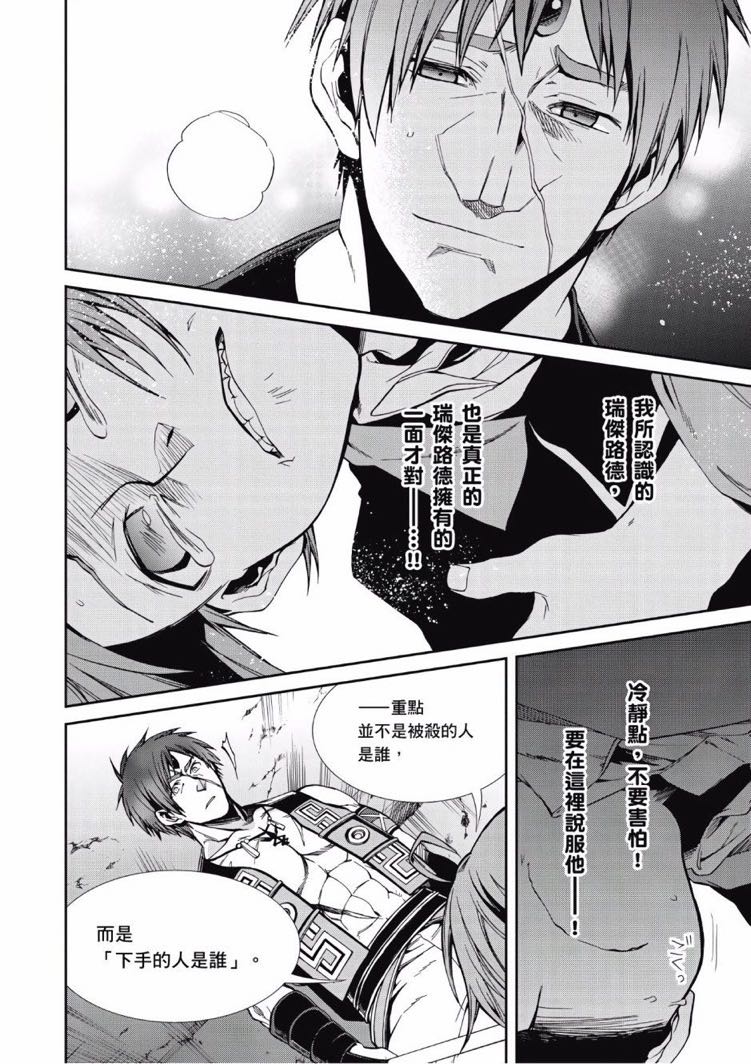 我所認識的
瑞傑路德，
也是真正的
瑞傑路德擁有的
一面才對——…!!
冷靜點，不要害怕！
要在這裡說服他——！
——重點
並不是被殺的人
是誰，
而是
「下手的人是誰」。